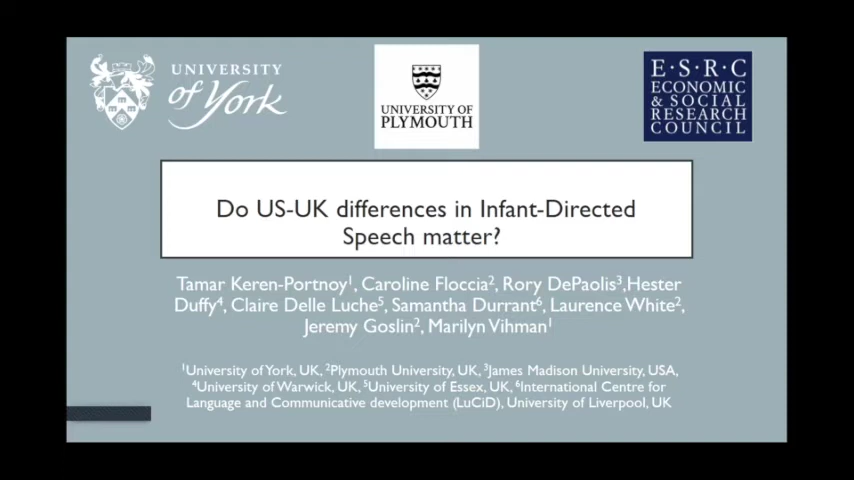 UNIVERSITY
of York
UNIVERSITY OF
PLYMOUTH
E·S·R·C
ECONOMIC
& SOCIAL
RESEARCH
COUNCIL
Do US-UK differences in Infant-Directed
Speech matter?
Tamar Keren-Portnoy¹, Caroline Floccia², Rory DePaolis³,Hester
Duffy⁴, Claire Delle Luche⁵, Samantha Durrant⁶, Laurence White²,
Jeremy Goslin², Marilyn Vihman¹
¹University of York, UK, ²Plymouth University, UK, ³James Madison University, USA,
⁴University of Warwick, UK, ⁵University of Essex, UK, ⁶International Centre for
Language and Communicative development (LuCiD), University of Liverpool, UK